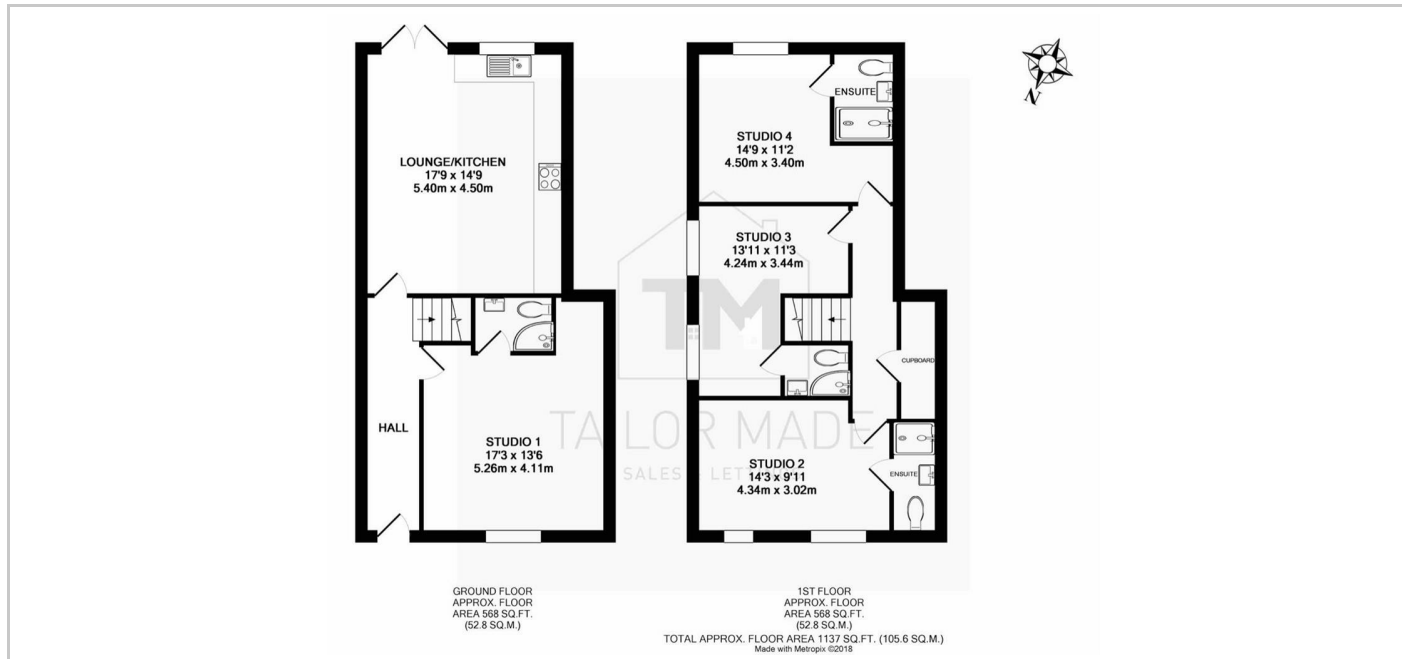 LOUNGE/KITCHEN
17'9 x 14'9
5.40m x 4.50m
HALL
STUDIO 1
17'3 x 13'6
5.26m x 4.11m
GROUND FLOOR
APPROX. FLOOR
AREA 568 SQ.FT.
(52.8 SQ.M.)
N
ENSUITE
STUDIO 4
14'9 x 11'2
4.50m x 3.40m
STUDIO 3
13'11 x 11'3
4.24m x 3.44m
CUPBOARD
STUDIO 2
14'3 x 9'11
4.34m x 3.02m
ENSUITE
TM
TAILOR MADE
SALES
1ST FLOOR
APPROX. FLOOR
AREA 568 SQ.FT.
(52.8 SQ.M.)
TOTAL APPROX. FLOOR AREA 1137 SQ.FT. (105.6 SQ.M.)
Made with Metropix ©2018